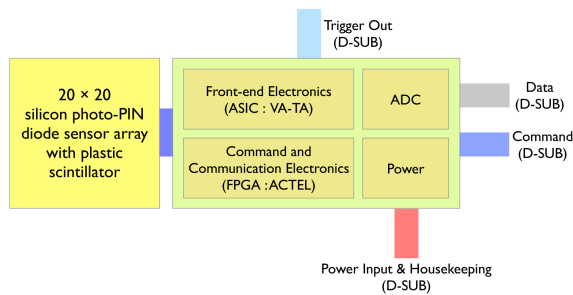 Trigger Out
(D-SUB)
20 × 20
silicon photo-PIN
diode sensor array
with plastic
scintillator
Front-end Electronics
(ASIC : VA-TA)
ADC
Data
(D-SUB)
Command and
Communication Electronics
(FPGA :ACTEL)
Power
Command
(D-SUB)
Power Input & Housekeeping
(D-SUB)